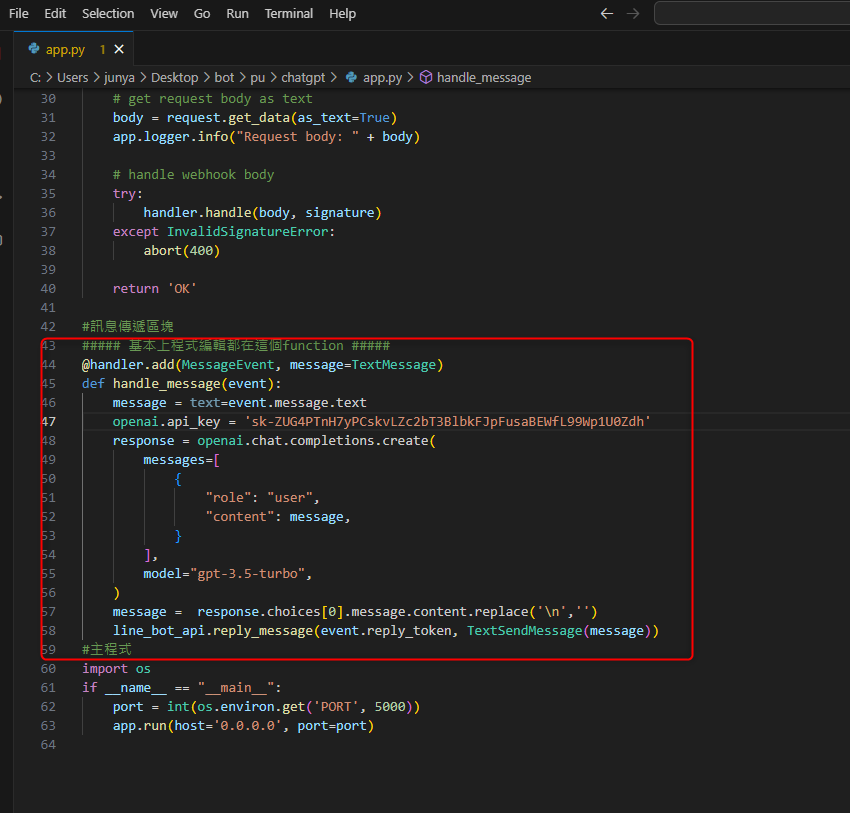 File Edit Selection View Go Run Terminal Help
app.py 1
C: > Users > junya > Desktop > bot > pu > chatgpt > app.py > handle_message
30 # get request body as text
31 body = request.get_data(as_text=True)
32 app.logger.info("Request body: " + body)
33
34 # handle webhook body
35 try:
36 handler.handle(body, signature)
37 except InvalidSignatureError:
38 abort(400)
39
40 return 'OK'
41
42 #訊息傳遞區塊
43 ##### 基本上程式編輯都在這個function #####
44 @handler.add(MessageEvent, message=TextMessage)
45 def handle_message(event):
46 message = text=event.message.text
47 openai.api_key = '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'
48 response = openai.chat.completions.create(
49 messages=[
50 {
51 "role": "user",
52 "content": message,
53 }
54 ],
55 model="gpt-3.5-turbo",
56 )
57 message =  response.choices[0].message.content.replace('\n','')
58 line_bot_api.reply_message(event.reply_token, TextSendMessage(message))
59 #主程式
60 import os
61 if __name__ == "__main__":
62 port = int(os.environ.get('PORT', 5000))
63 app.run(host='0.0.0.0', port=port)
64